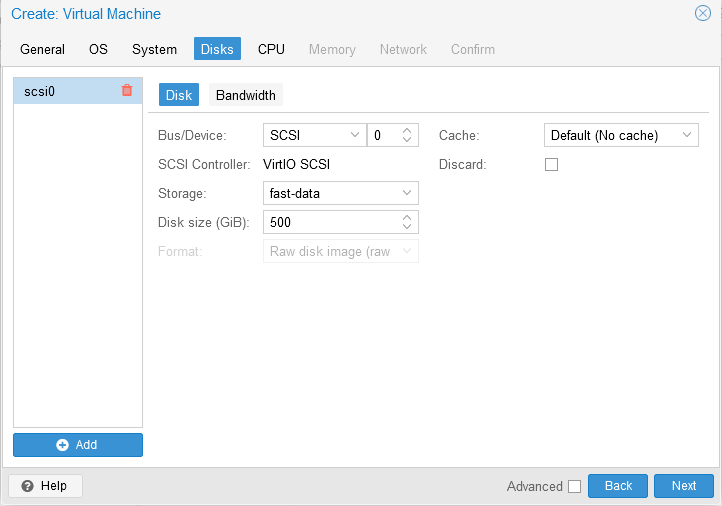 Create: Virtual Machine
General OS System Disks CPU Memory Network Confirm
scsi0
Disk Bandwidth
Bus/Device: SCSI 0 Cache: Default (No cache)
SCSI Controller: VirtIO SCSI Discard:
Storage: fast-data
Disk size (GiB): 500
Format: Raw disk image (raw
Add
Help Advanced Back Next